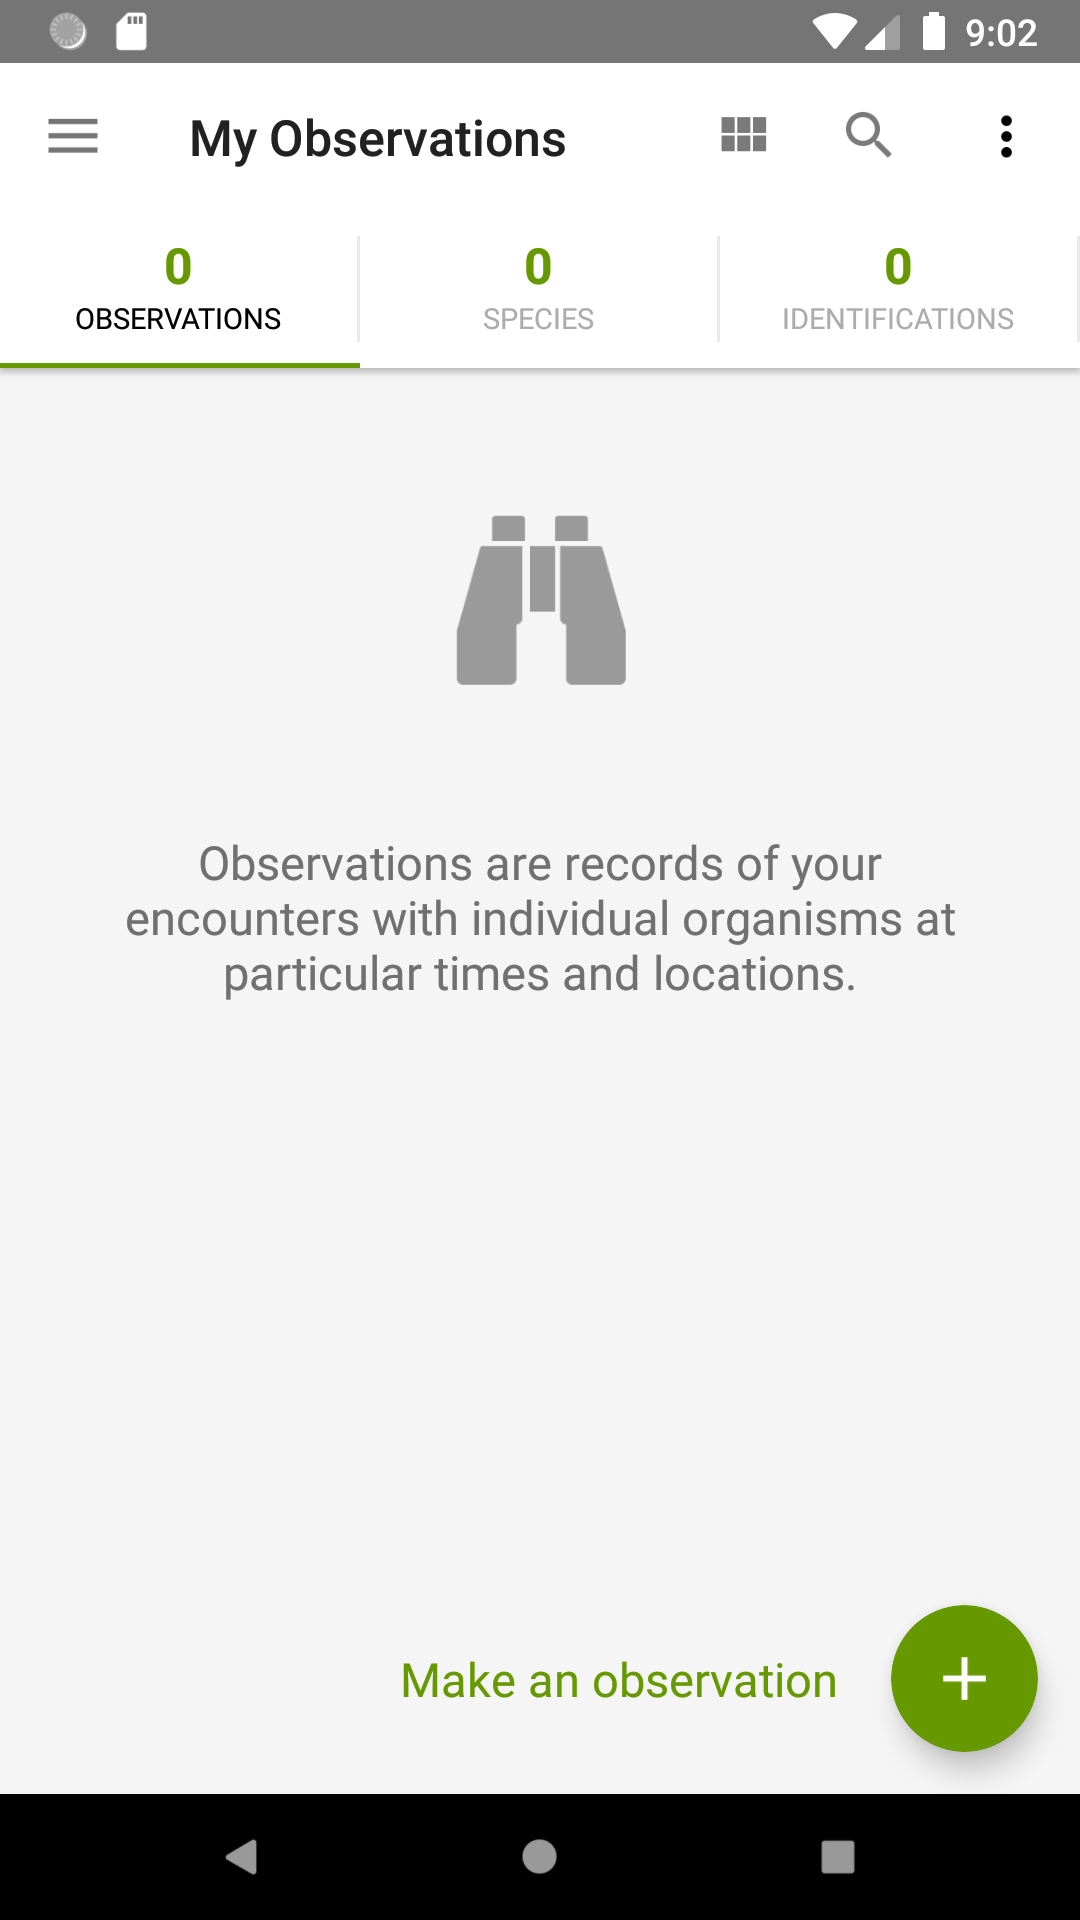 9:02
My Observations
0 0 0
OBSERVATIONS SPECIES IDENTIFICATIONS
Observations are records of your
encounters with individual organisms at
particular times and locations.
Make an observation